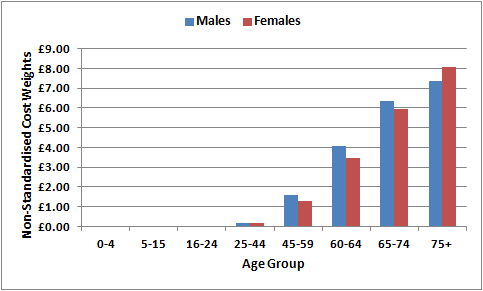 Males Females
Non-Standardised Cost Weights
£9.00
£8.00
£7.00
£6.00
£5.00
£4.00
£3.00
£2.00
£1.00
£0.00
0-4 5-15 16-24 25-44 45-59 60-64 65-74 75+
Age Group